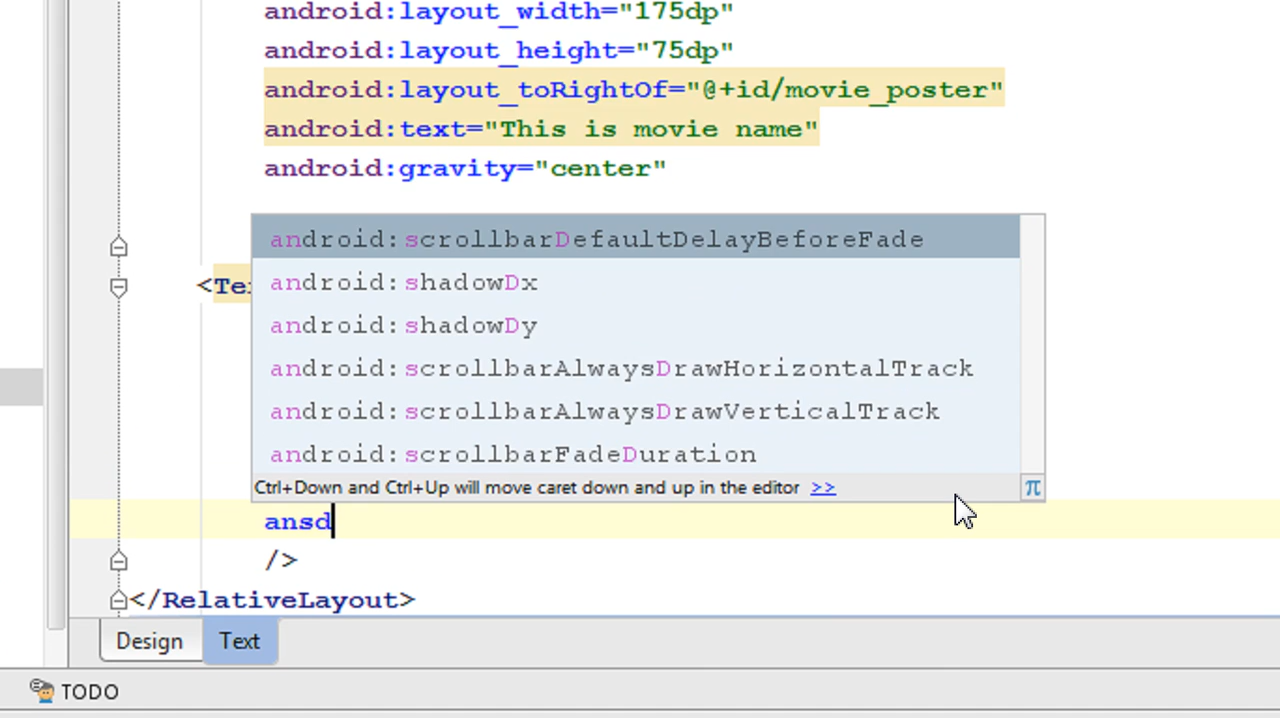 android:layout_width="175dp"
android:layout_height="75dp"
android:layout_toRightOf="@+id/movie_poster"
android:text="This is movie name"
android:gravity="center"
android:scrollbarDefaultDelayBeforeFade
<Te
android:shadowDx
android:shadowDy
android:scrollbarAlwaysDrawHorizontalTrack
android:scrollbarAlwaysDrawVerticalTrack
android:scrollbarFadeDuration
Ctrl+Down and Ctrl+Up will move caret down and up in the editor >> π
ansd
/>
</RelativeLayout>
Design Text
TODO